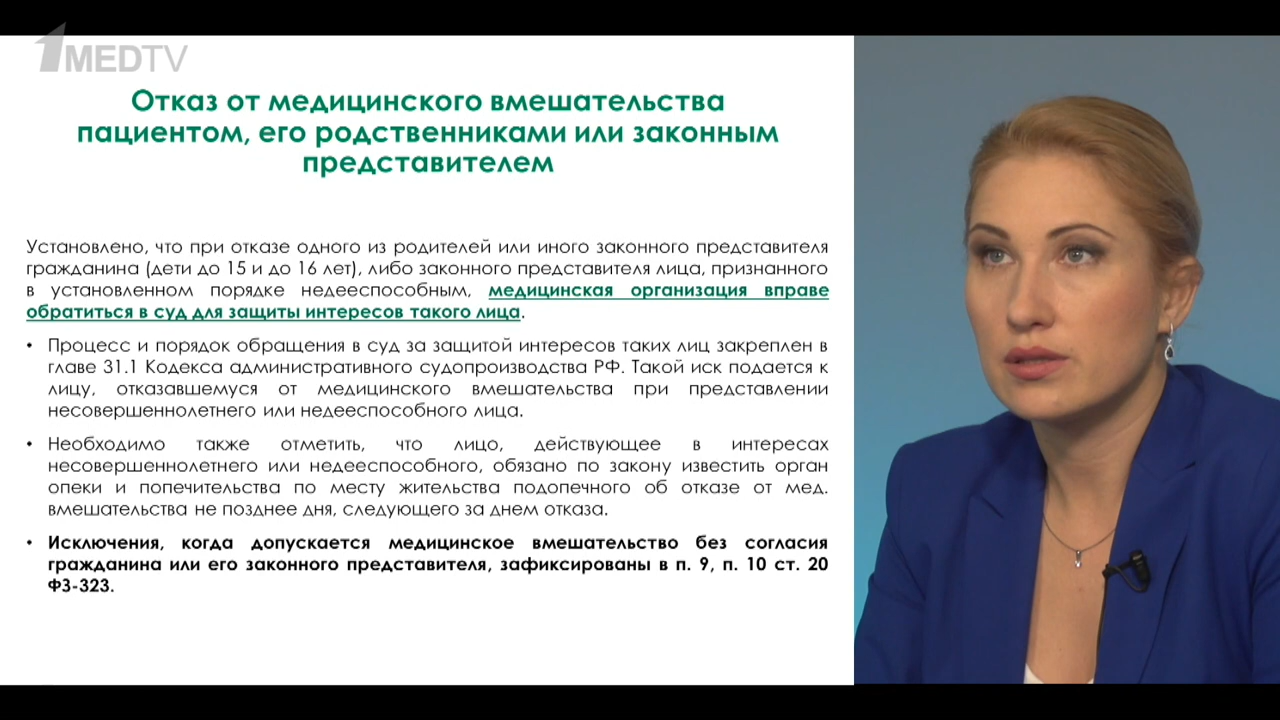 1MEDTV
Отказ от медицинского вмешательства
пациентом, его родственниками или законным
представителем
Установлено, что при отказе одного из родителей или иного законного представителя
гражданина (дети до 15 и до 16 лет), либо законного представителя лица, признанного
в установленном порядке недееспособным, медицинская организация вправе
обратиться в суд для защиты интересов такого лица.
• Процесс и порядок обращения в суд за защитой интересов таких лиц закреплен в
главе 31.1 Кодекса административного судопроизводства РФ. Такой иск подается к
лицу, отказавшемуся от медицинского вмешательства при представлении
несовершеннолетнего или недееспособного лица.
• Необходимо также отметить, что лицо, действующее в интересах
несовершеннолетнего или недееспособного, обязано по закону известить орган
опеки и попечительства по месту жительства подопечного об отказе от мед.
вмешательства не позднее дня, следующего за днем отказа.
• Исключения, когда допускается медицинское вмешательство без согласия
гражданина или его законного представителя, зафиксированы в п. 9, п. 10 ст. 20
ФЗ-323.